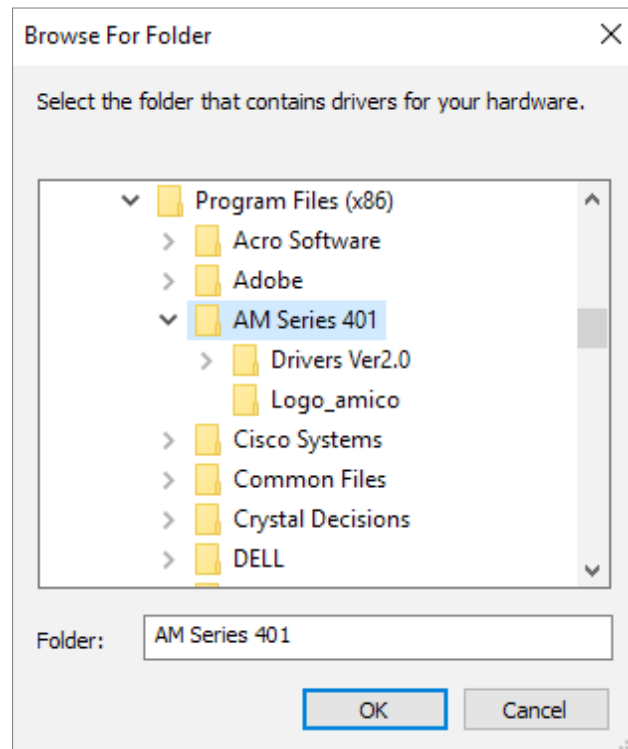 Browse For Folder
Select the folder that contains drivers for your hardware.
Program Files (x86)
Acro Software
Adobe
AM Series 401
Drivers Ver2.0
Logo_amico
Cisco Systems
Common Files
Crystal Decisions
DELL
Folder: AM Series 401
OK Cancel